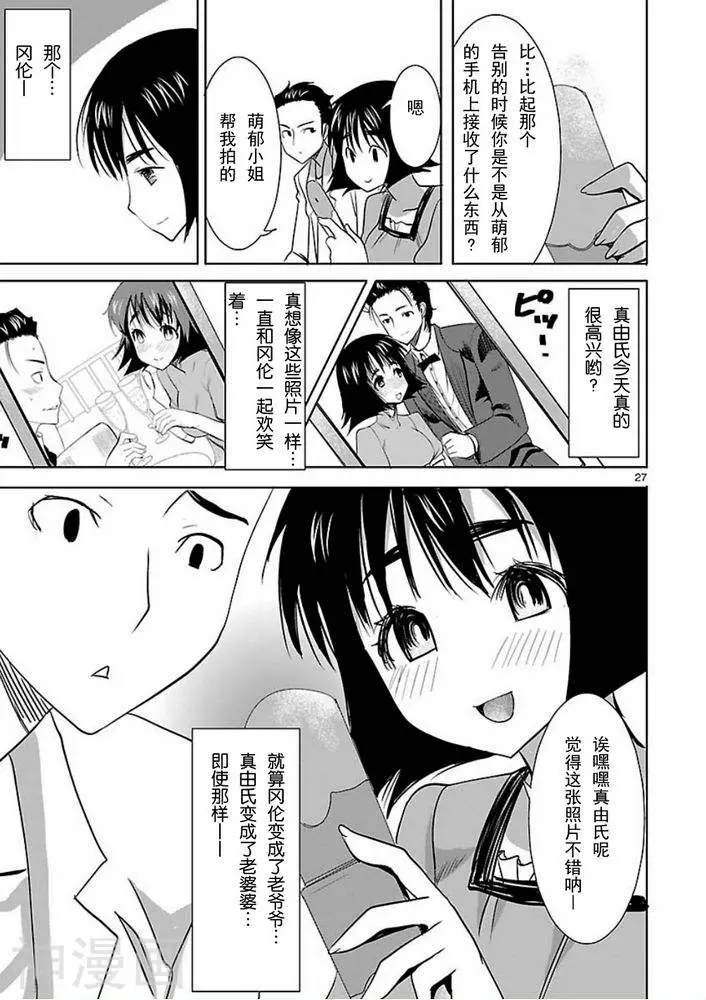 比·比起那个
告别的时候你是不是从萌郁
的手机上接收了什么东西？
嗯
萌郁小姐
帮我拍的
那个…
冈伦—
真由氏今天真的
很高兴哟？
ピッ…
真想像这些照片一样…
一直和冈伦一起欢笑
着…
27
诶嘿嘿真由氏呢
觉得这张照片不错呐—
就算冈伦变成了老爷爷…
真由氏变成了老婆婆…
即使那样——
神漫画